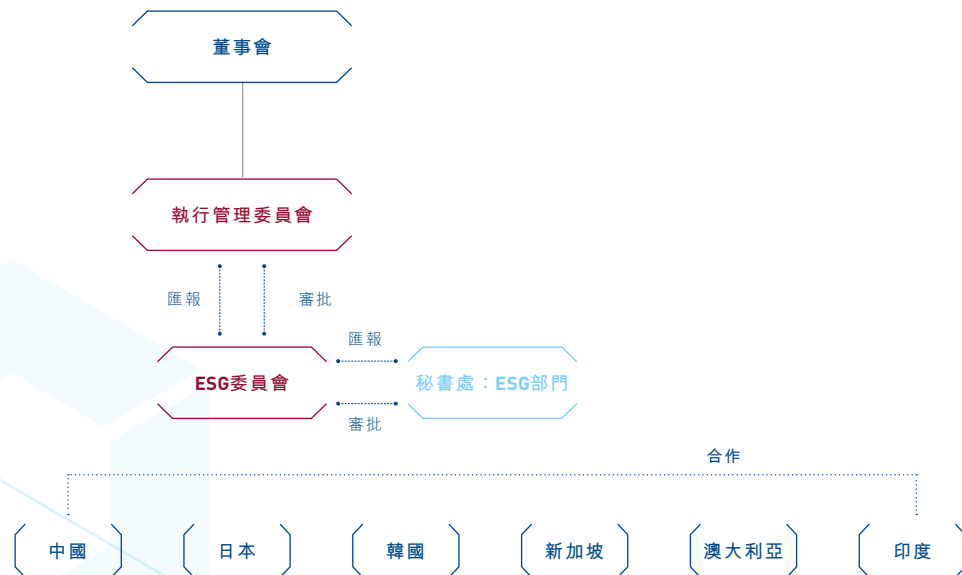 董事會
執行管理委員會
匯報
審批
匯報
ESG委員會
秘書處：ESG部門
審批
合作
中國
日本
韓國
新加坡
澳大利亞
印度